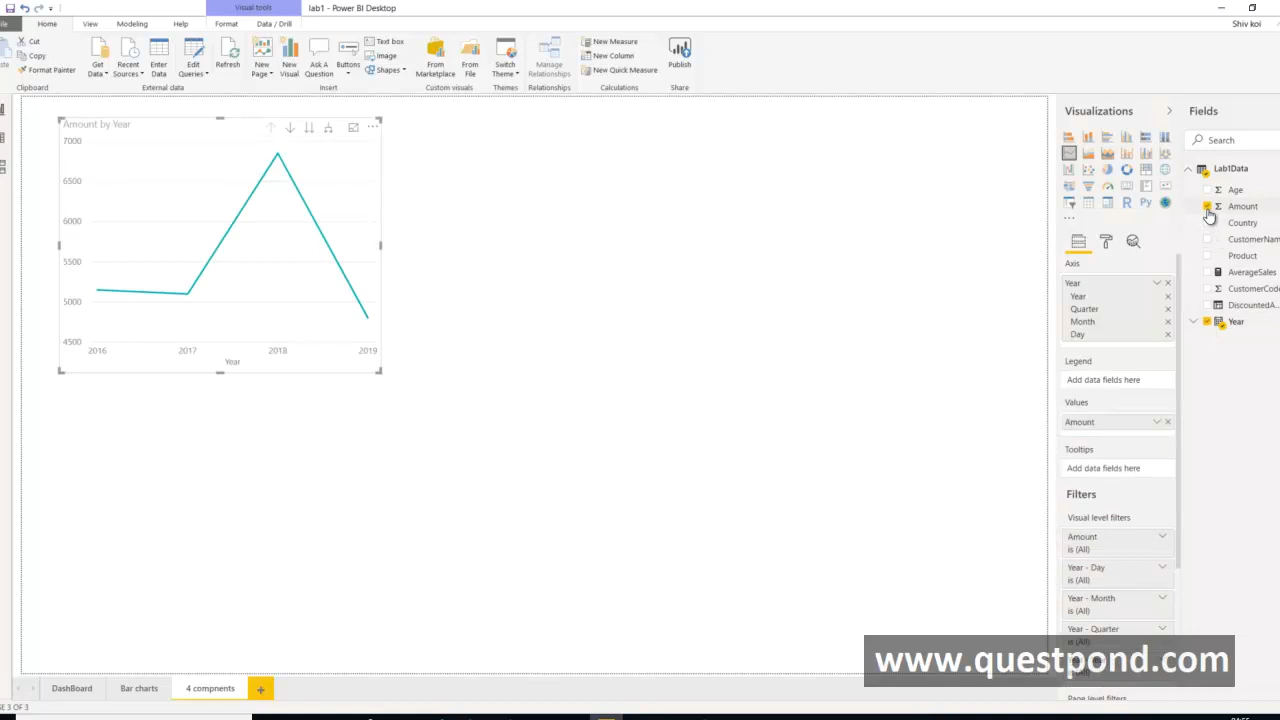 Visual tools
lab1 - Power BI Desktop
Home
View
Modeling
Help
Format
Data / Drill
Shiv koi
Cut
Copy
Format Painter
Clipboard
Get Data
Recent Sources
Enter Data
Edit Queries
Refresh
External data
New Page
New Visual
Ask A Question
Buttons
Text box
Image
Shapes
Insert
From Marketplace
From File
Custom visuals
Switch Theme
Themes
Manage Relationships
Relationships
New Measure
New Column
New Quick Measure
Calculations
Publish
Share
Amount by Year
7000
6500
6000
5500
5000
4500
2016 2017 2018 2019
Year
Visualizations
R
Py
Axis
Year
Year
Quarter
Month
Day
Legend
Add data fields here
Values
Amount
Tooltips
Add data fields here
Filters
Visual level filters
Amount
is (All)
Year - Day
is (All)
Year - Month
is (All)
Year - Quarter
Page level filters
Fields
Search
Lab1Data
Age
Amount
Country
CustomerNam
Product
AverageSales
CustomerCode
DiscountedA...
Year
www.questpond.com
DashBoard
Bar charts
4 compnents
3 OF 3